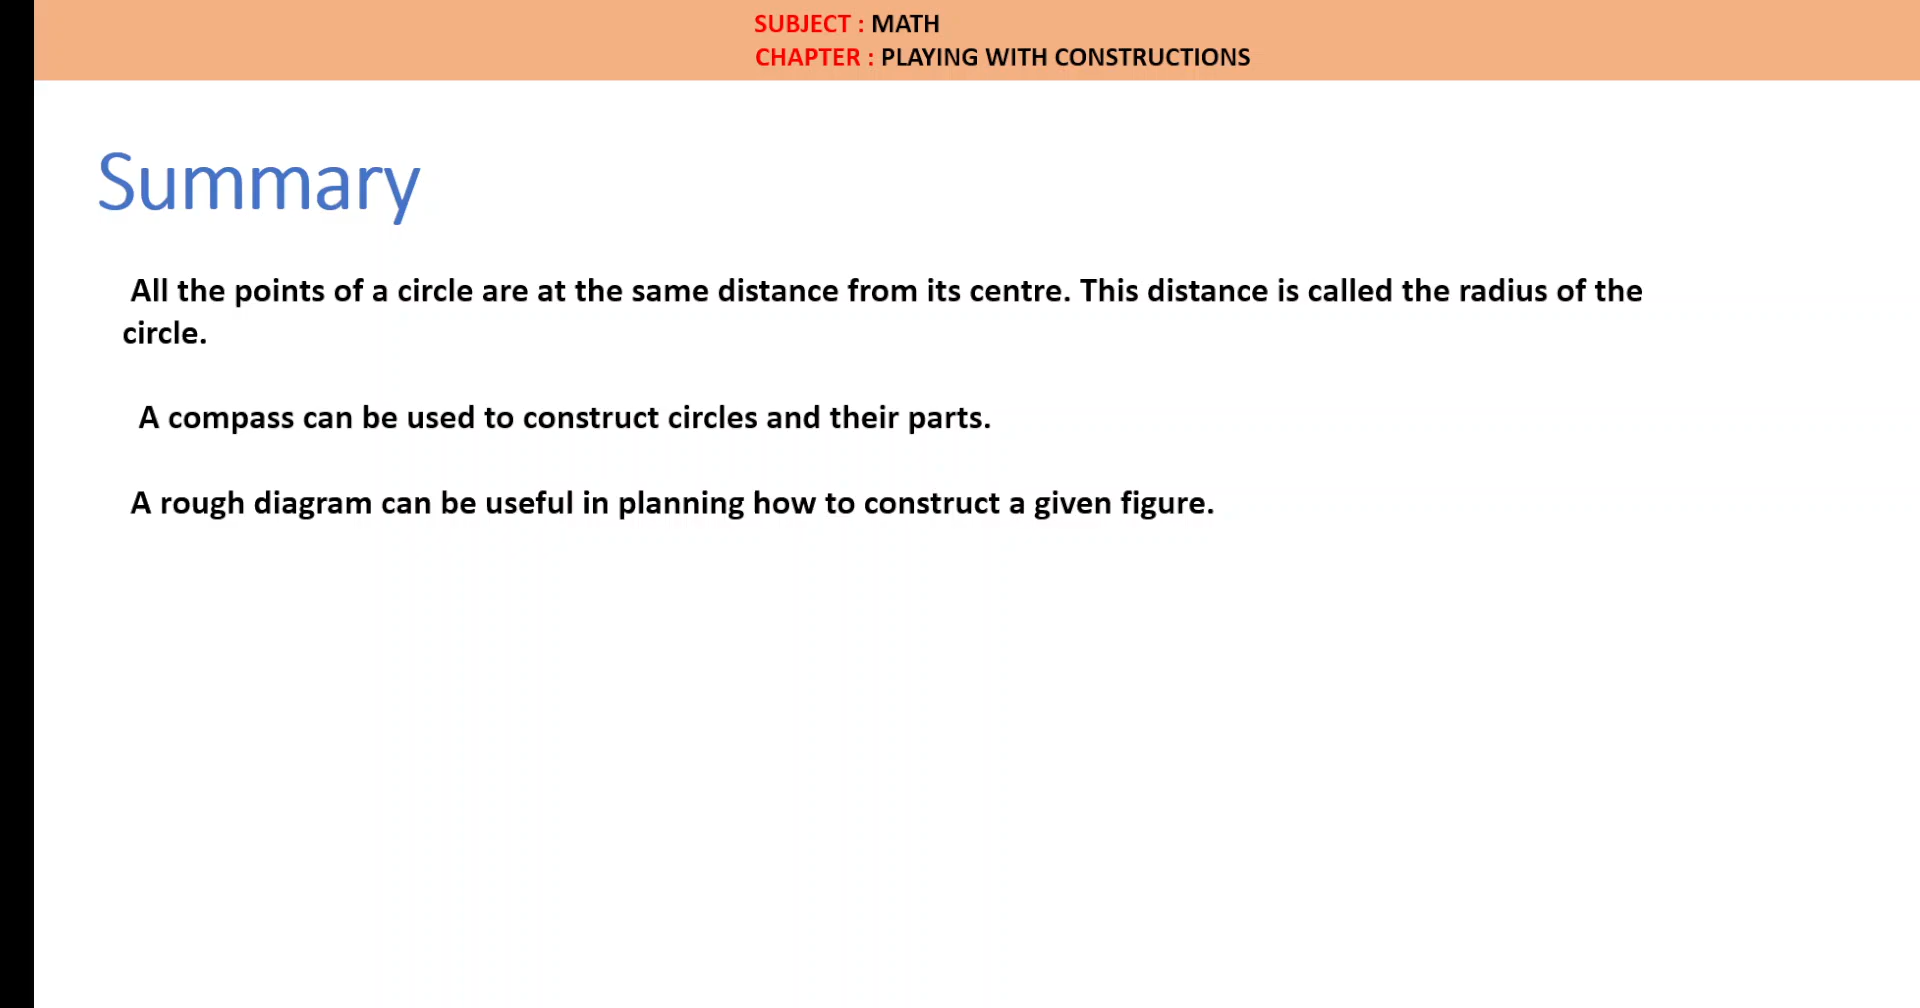 SUBJECT : MATH
CHAPTER : PLAYING WITH CONSTRUCTIONS
Summary
All the points of a circle are at the same distance from its centre. This distance is called the radius of the
circle.
A compass can be used to construct circles and their parts.
A rough diagram can be useful in planning how to construct a given figure.